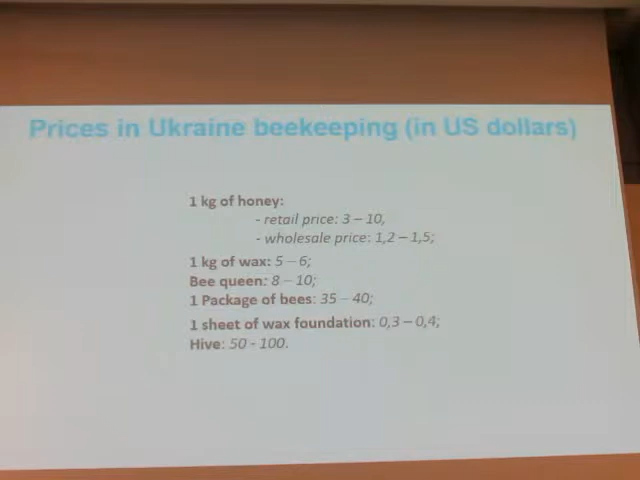 Prices in Ukraine beekeeping (in US dollars)
1 kg of honey:
- retail price: 3 – 10,
- wholesale price: 1,2 – 1,5;
1 kg of wax: 5 – 6;
Bee queen: 8 – 10;
1 Package of bees: 35 – 40;
1 sheet of wax foundation: 0,3 – 0,4;
Hive: 50 - 100.